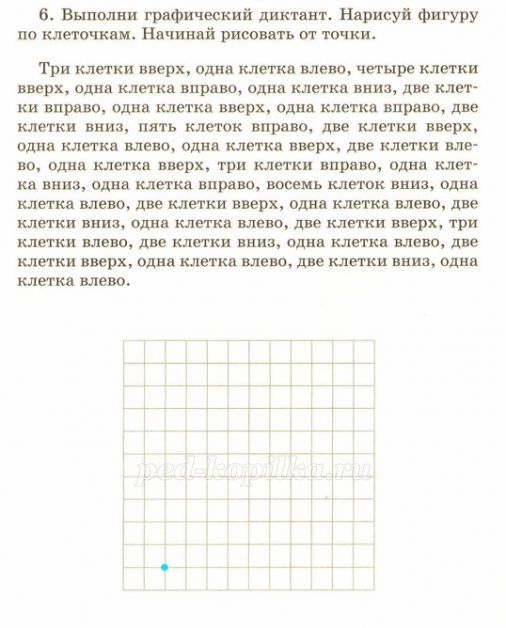 6. Выполни графический диктант. Нарисуй фигуру
по клеточкам. Начинай рисовать от точки.
Три клетки вверх, одна клетка влево, четыре клетки
вверх, одна клетка вправо, одна клетка вниз, две клет-
ки вправо, одна клетка вверх, одна клетка вправо, две
клетки вниз, пять клеток вправо, две клетки вверх,
одна клетка влево, одна клетка вверх, две клетки вле-
во, одна клетка вверх, три клетки вправо, одна клет-
ка вниз, одна клетка вправо, восемь клеток вниз, одна
клетка влево, две клетки вверх, одна клетка влево, две
клетки вниз, одна клетка влево, две клетки вверх, три
клетки влево, две клетки вниз, одна клетка влево, две
клетки вверх, одна клетка влево, две клетки вниз, одна
клетка влево.
ped-kopilka.ru